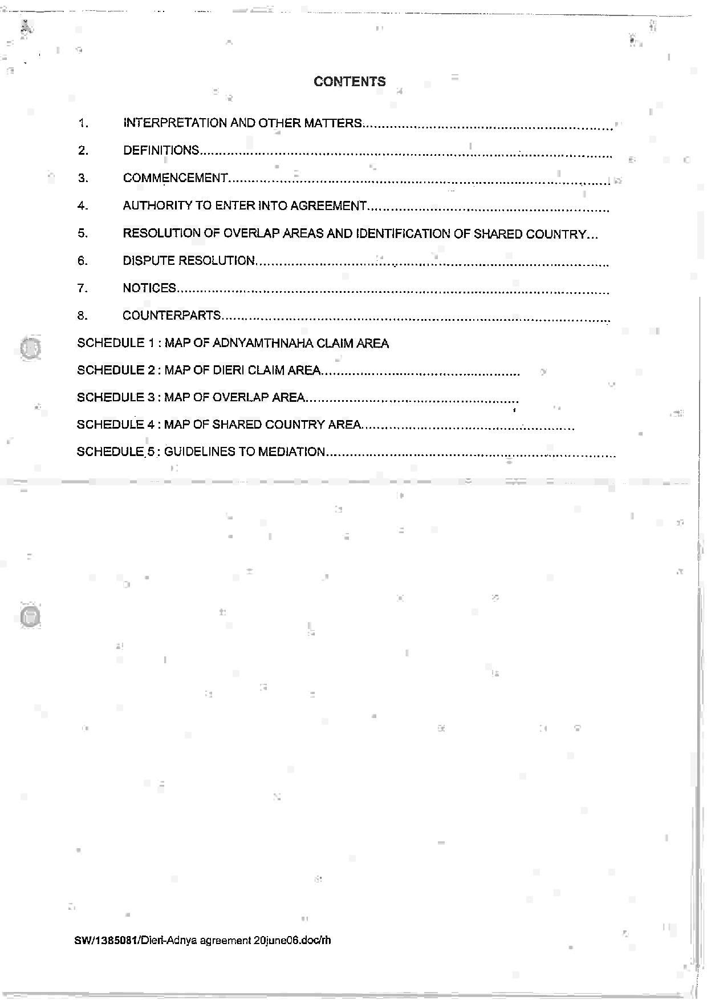 CONTENTS
1. INTERPRETATION AND OTHER MATTERS.................................................................
2. DEFINITIONS.........................................................................................................
3. COMMENCEMENT..................................................................................................
4. AUTHORITY TO ENTER INTO AGREEMENT..............................................................
5. RESOLUTION OF OVERLAP AREAS AND IDENTIFICATION OF SHARED COUNTRY...
6. DISPUTE RESOLUTION...........................................................................................
7. NOTICES...............................................................................................................
8. COUNTERPARTS....................................................................................................
SCHEDULE 1 : MAP OF ADNYAMTHNAHA CLAIM AREA
SCHEDULE 2 : MAP OF DIERI CLAIM AREA...................................................
SCHEDULE 3 : MAP OF OVERLAP AREA.......................................................
SCHEDULE 4 : MAP OF SHARED COUNTRY AREA.......................................................
SCHEDULE 5 : GUIDELINES TO MEDIATION..........................................................................
SW/1385081/Dieri-Adnya agreement 20june06.doc/rh